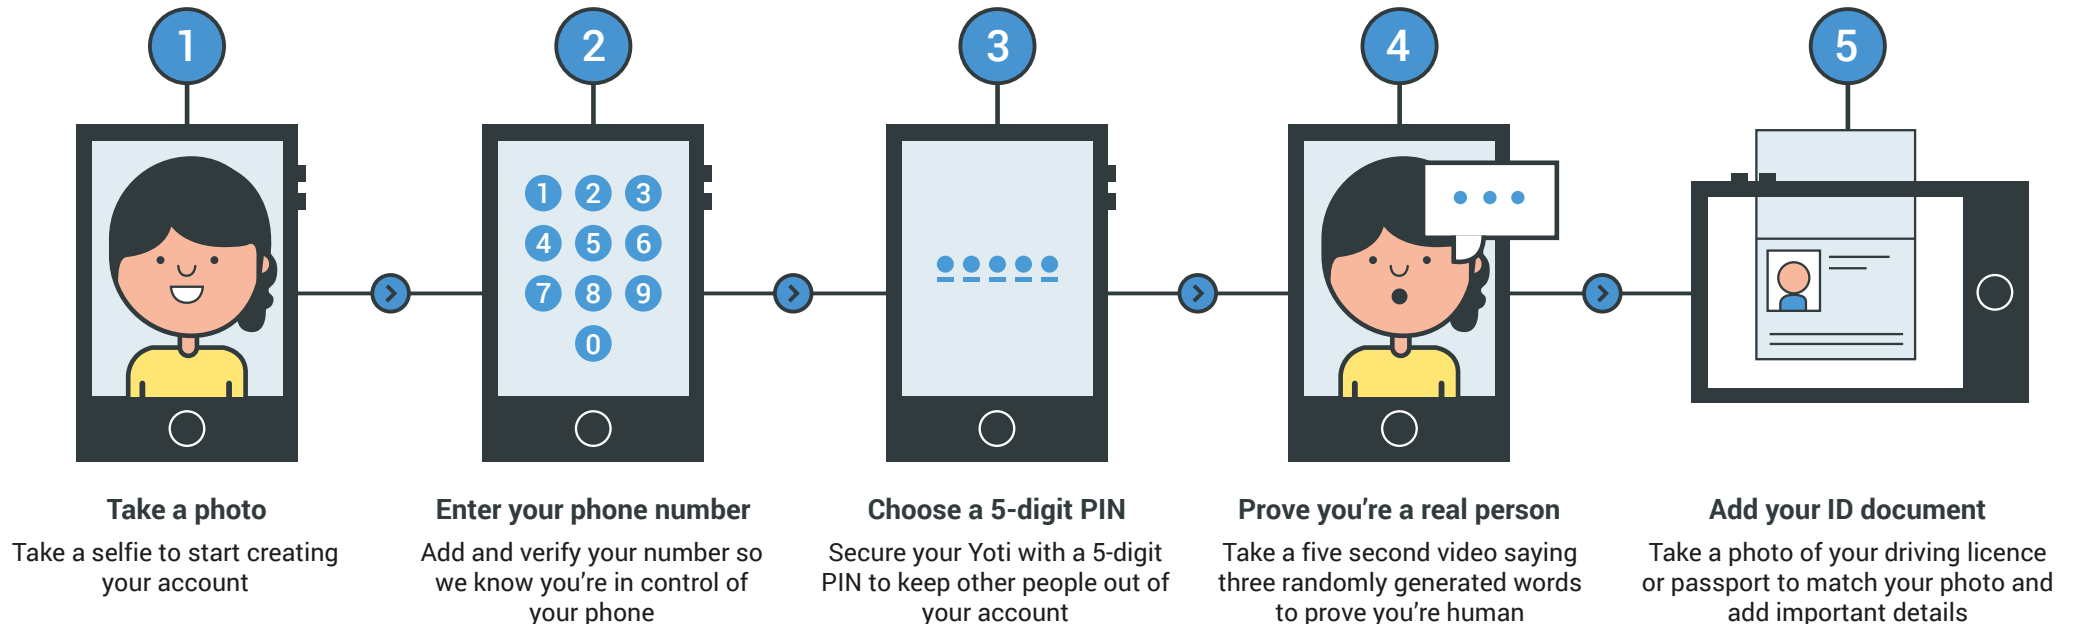 1
2
3
4
5
1 2 3
4 5 6
7 8 9
0
Take a photo
Take a selfie to start creating
your account
Enter your phone number
Add and verify your number so
we know you're in control of
your phone
Choose a 5-digit PIN
Secure your Yoti with a 5-digit
PIN to keep other people out of
your account
Prove you're a real person
Take a five second video saying
three randomly generated words
to prove you're human
Add your ID document
Take a photo of your driving licence
or passport to match your photo and
add important details